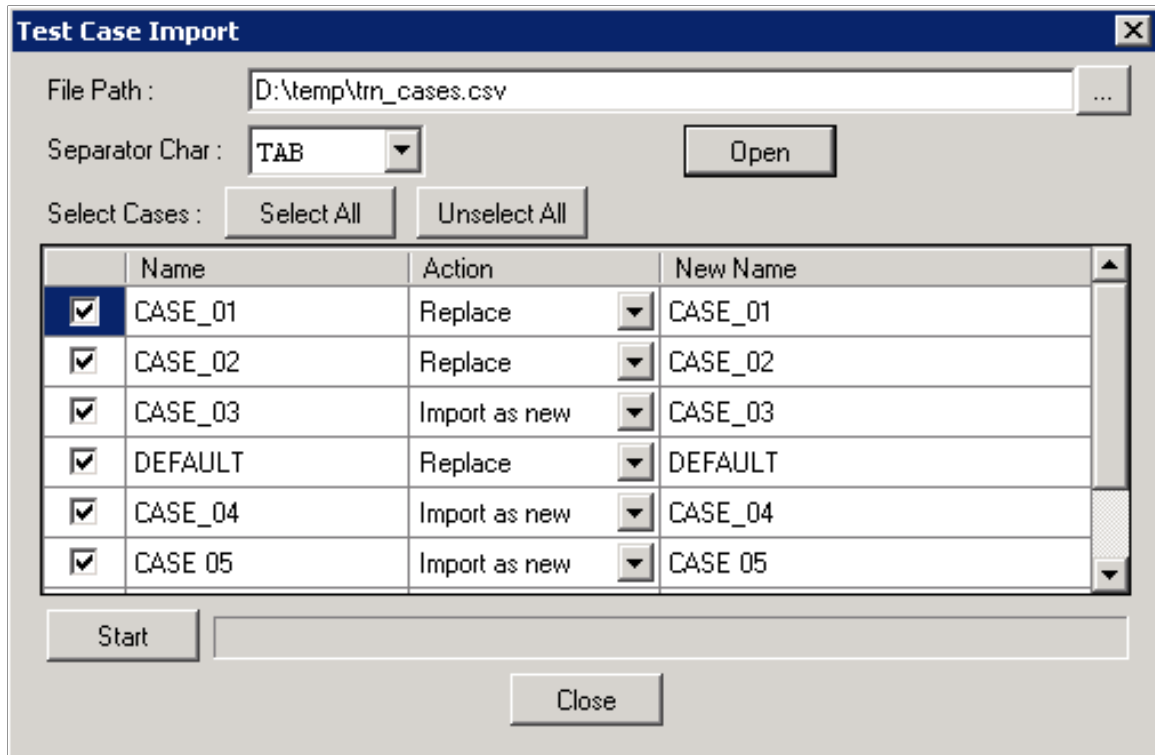 Test Case Import
File Path : D:\temp\trn_cases.csv ...
Separator Char : TAB Open
Select Cases : Select All Unselect All
Name Action New Name
CASE_01 Replace CASE_01
CASE_02 Replace CASE_02
CASE_03 Import as new CASE_03
DEFAULT Replace DEFAULT
CASE_04 Import as new CASE_04
CASE 05 Import as new CASE 05
Start
Close